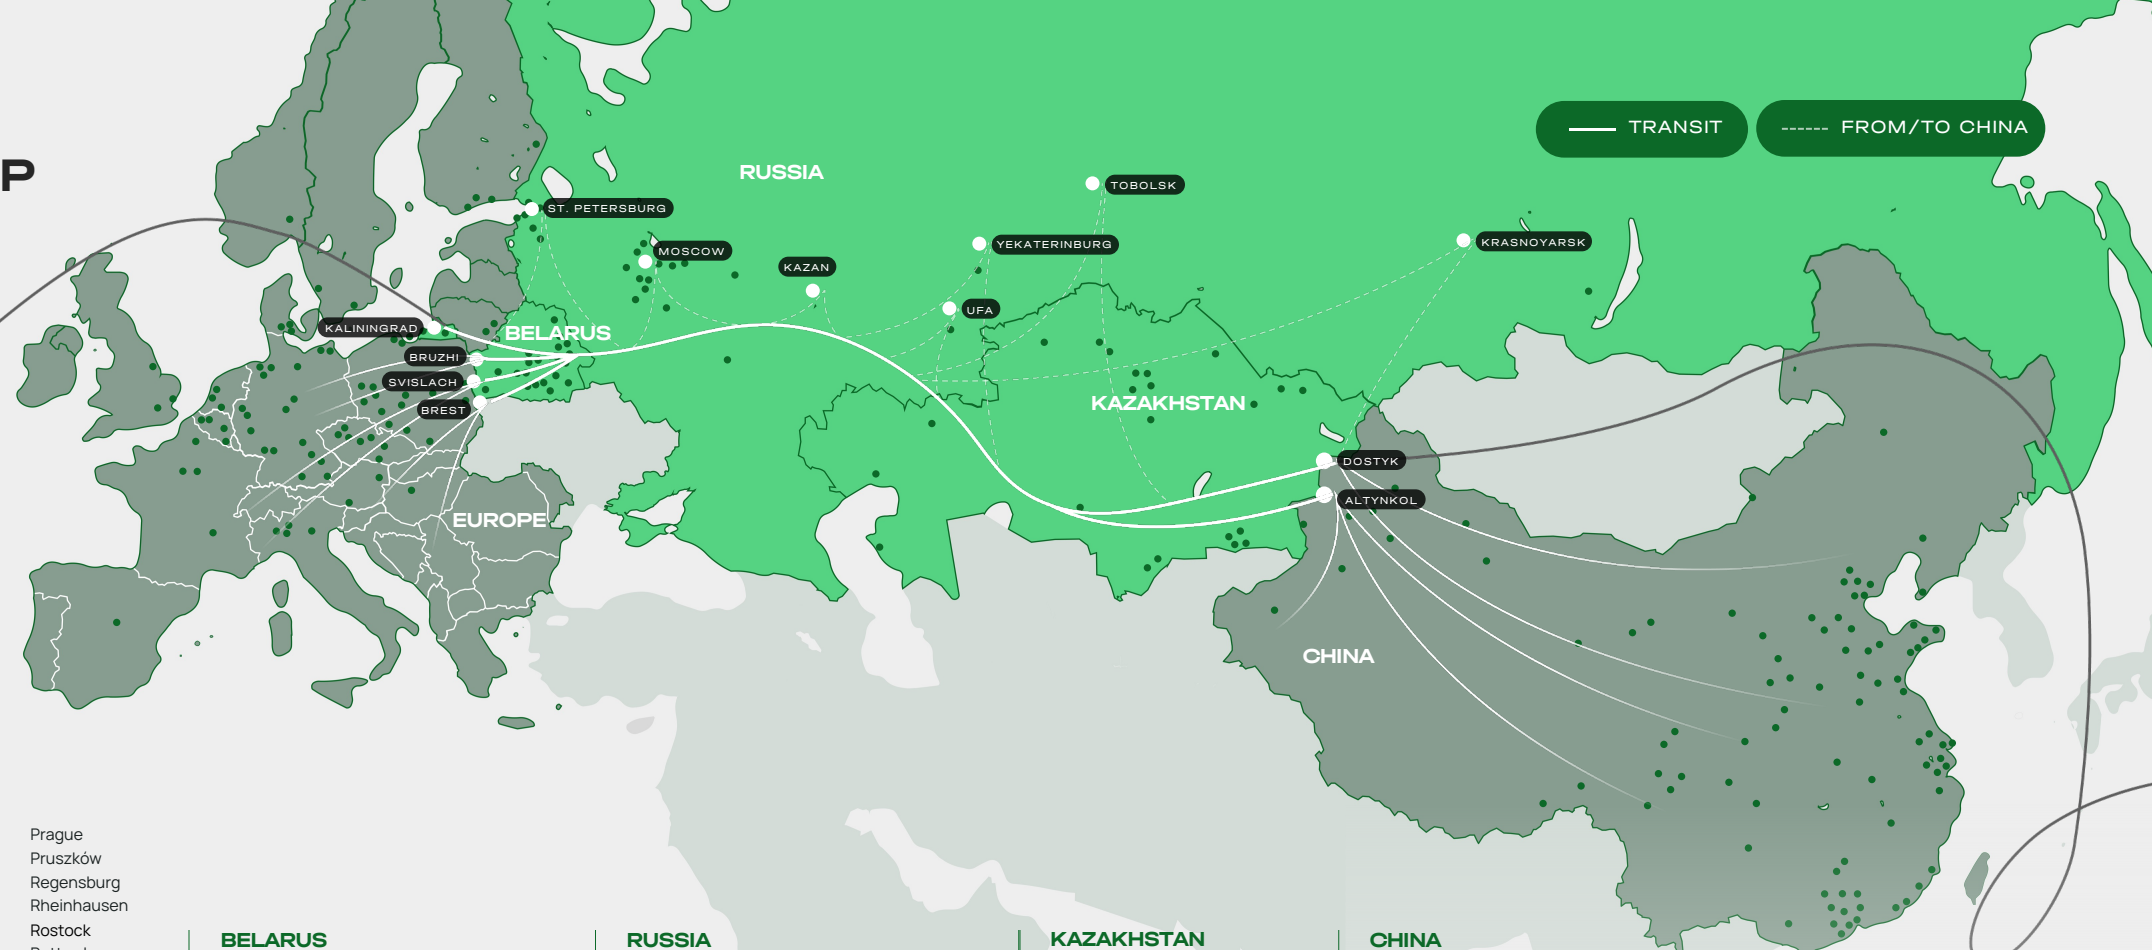 P
TRANSIT
FROM/TO CHINA
RUSSIA
TOBOLSK
ST. PETERSBURG
MOSCOW
YEKATERINBURG
KRASNOYARSK
KAZAN
UFA
KALININGRAD
BELARUS
BRUZHI
SVISLACH
BREST
KAZAKHSTAN
DOSTYK
ALTYNKOL
EUROPE
CHINA
Prague
Pruszków
Regensburg
Rheinhausen
Rostock
BELARUS
RUSSIA
KAZAKHSTAN
CHINA